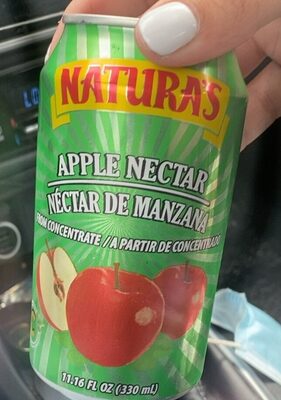 NATURA'S
APPLE NECTAR
NÉCTAR DE MANZANA
FROM CONCENTRATE / A PARTIR DE CONCENTRADO
11.16 FL OZ (330 mL)